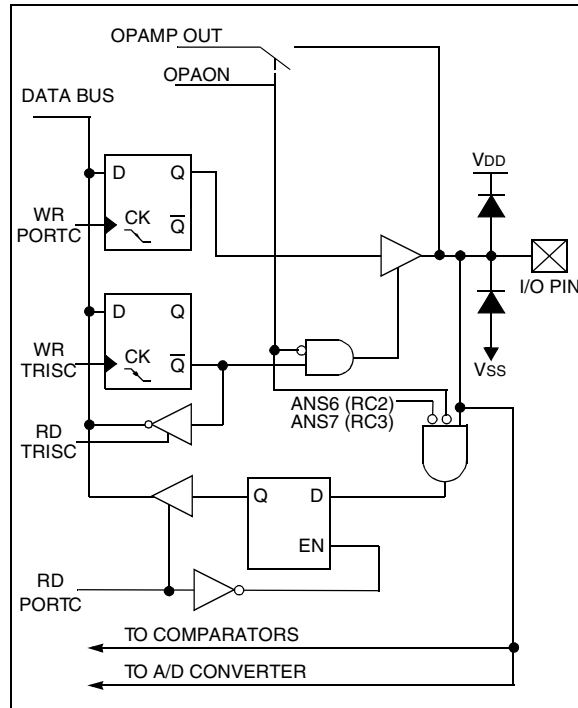 OPAMP OUT
OPAON
DATA BUS
VDD
D Q
WR
PORTC
CK
Q
I/O PIN
D Q
WR
TRISC
CK
Q
VSS
ANS6 (RC2)
ANS7 (RC3)
RD
TRISC
Q D
EN
RD
PORTC
TO COMPARATORS
TO A/D CONVERTER